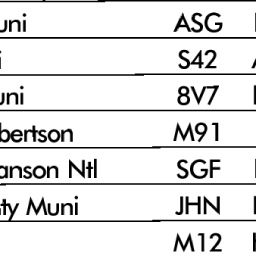 uni ASG
i S42
uni 8V7
bertson M91
anson Ntl SGF
ty Muni JHN
M12